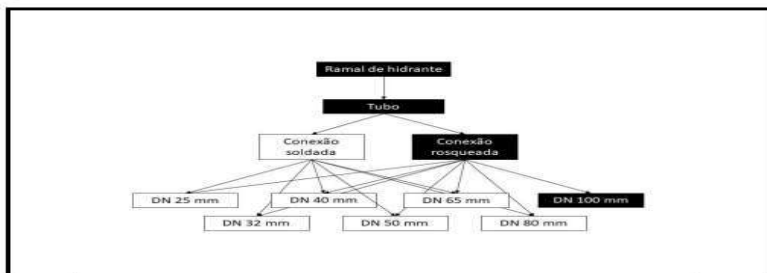 Ramal de hidrante
Tubo
Conexão
soldada
Conexão
rosqueada
DN 25 mm
DN 40 mm
DN 65 mm
DN 100 mm
DN 32 mm
DN 50 mm
DN 80 mm